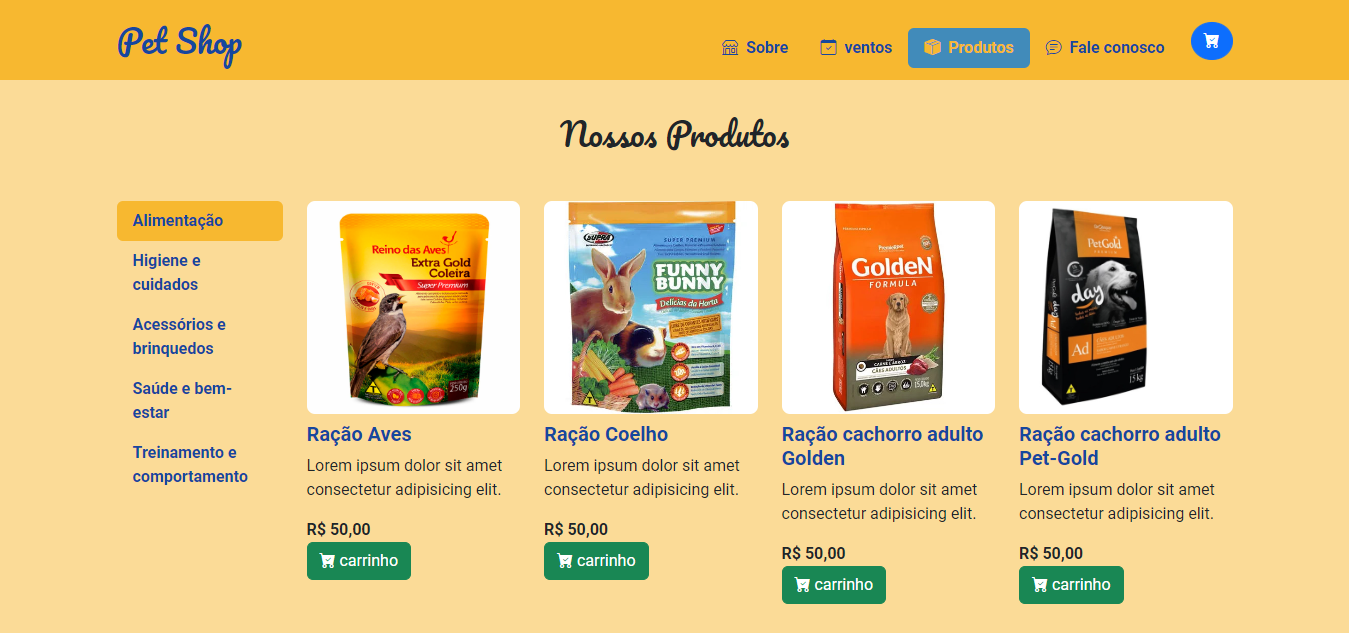 Pet Shop
Sobre
ventos
Produtos
Fale conosco
Nossos Produtos
Alimentação
Higiene e
cuidados
Acessórios e
brinquedos
Saúde e bem-
estar
Treinamento e
comportamento
Reino das Aves
Extra Gold
Coleira
Super Premium
250g
SUPRA
SUPER PREMIUM
FUNNY
BUNNY
Delícias da Horta
GoldeN
FÓRMULA
CARNE E ARROZ
CÃES ADULTOS
15,0kg
PetGold
day
Ad
15kg
Ração Aves
Lorem ipsum dolor sit amet
consectetur adipisicing elit.
R$ 50,00
carrinho
Ração Coelho
Lorem ipsum dolor sit amet
consectetur adipisicing elit.
R$ 50,00
carrinho
Ração cachorro adulto
Golden
Lorem ipsum dolor sit amet
consectetur adipisicing elit.
R$ 50,00
carrinho
Ração cachorro adulto
Pet-Gold
Lorem ipsum dolor sit amet
consectetur adipisicing elit.
R$ 50,00
carrinho